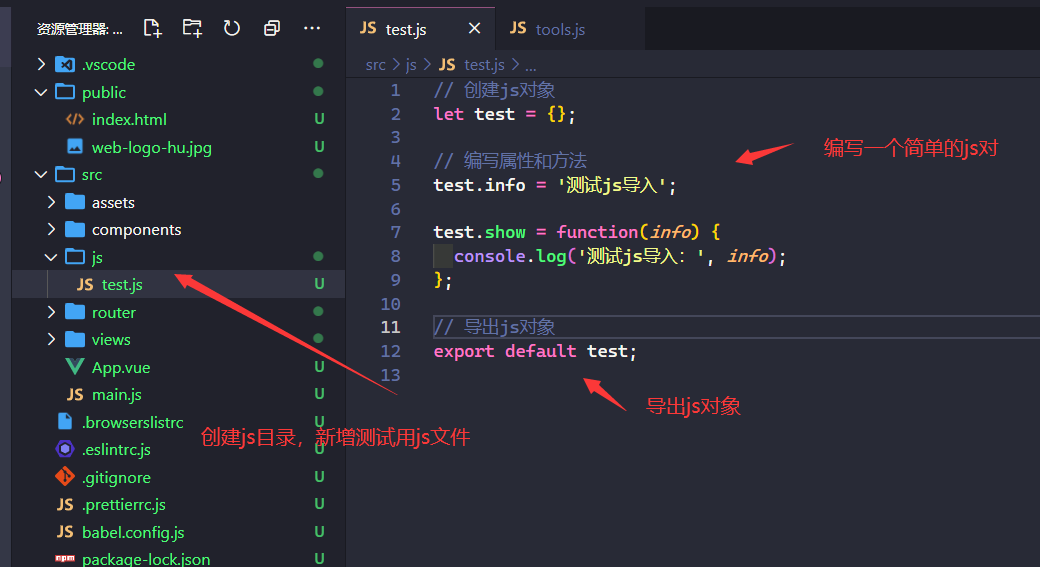 资源管理器: ...
JS test.js ×
JS tools.js
src > js > JS test.js > ...
.vscode
public
index.html U
web-logo-hu.jpg U
src
assets
components
js
JS test.js U
router
views
App.vue U
JS main.js U
.browserslistrc U
.eslintrc.js U
.gitignore U
JS .prettierrc.js U
JS babel.config.js U
npm package-lock.json U
1 // 创建js对象
2 let test = {};
3
4 // 编写属性和方法
5 test.info = '测试js导入';
6
7 test.show = function(info) {
8 console.log('测试js导入：', info);
9 };
10
11 // 导出js对象
12 export default test;
13
编写一个简单的js对
导出js对象
创建js目录，新增测试用js文件